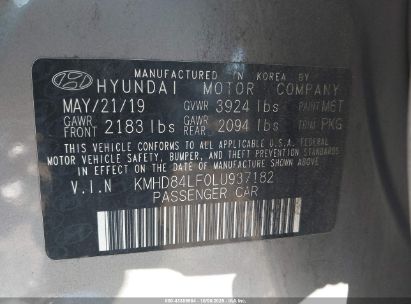 MANUFACTURED IN KOREA BY
HYUNDAI MOTOR COMPANY
MAY/21/19 GVWR 3924 lbs PAINT M6T
GAWR FRONT 2183 lbs GAWR REAR. 2094 lbs TRIM PKG
THIS VEHICLE CONFORMS TO ALL APPLICABLE U.S.A. FEDERAL
MOTOR VEHICLE SAFETY, BUMPER, AND THEFT PREVENTION STANDARDS
IN EFFECT ON THE DATE OF MANUFACTURE SHOWN ABOVE.
V.I.N KMHD84LF0LU937182
PASSENGER CAR